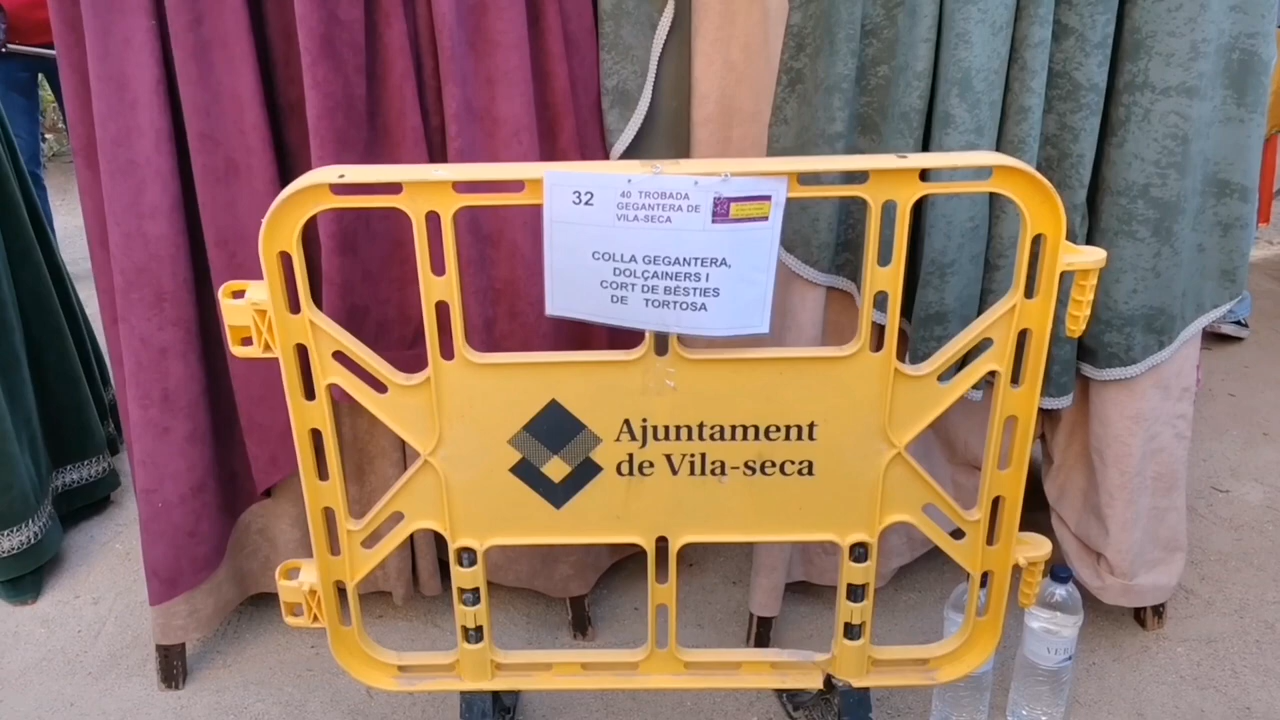 32
40 TROBADA
GEGANTERA DE
VILA-SECA
COLLA GEGANTERA,
DOLÇAINERS I
CORT DE BÈSTIES
DE TORTOSA
Ajuntament
de Vila-seca